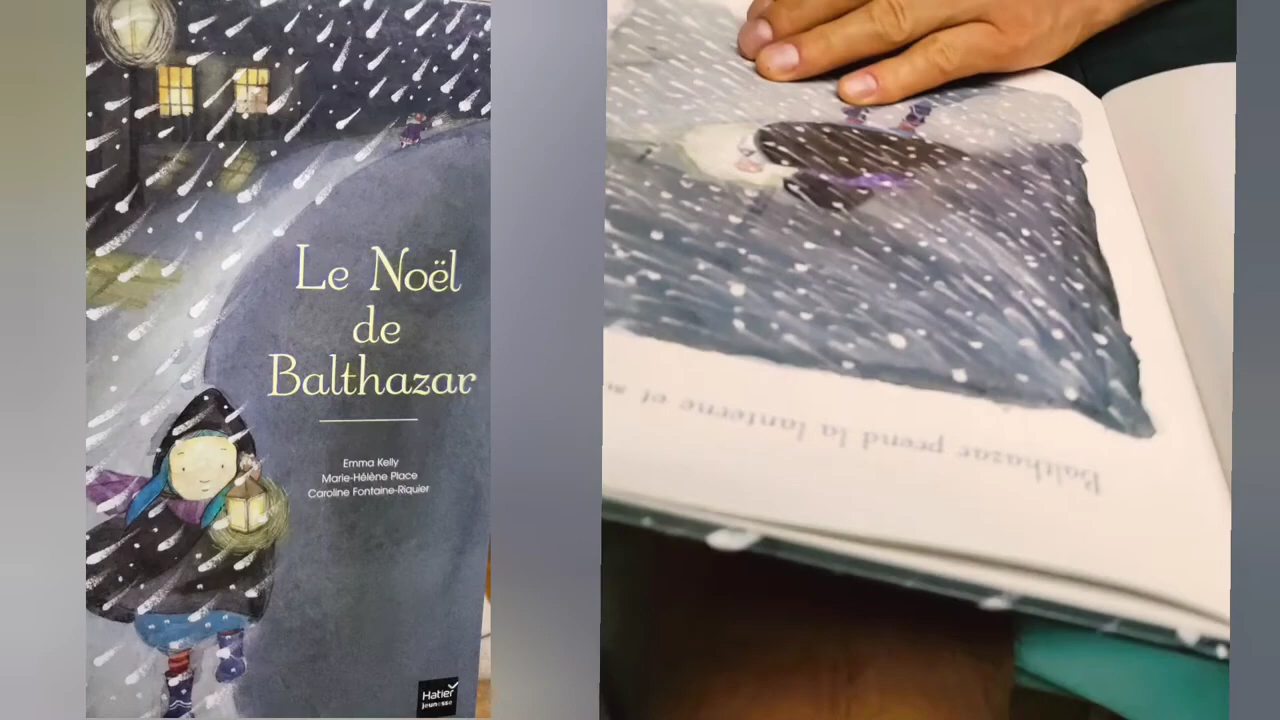 Le Noël
de
Balthazar
Emma Kelly
Marie-Hélène Place
Caroline Fontaine-Riquier
Hatier
jeunesse
Balthazar prend la lanterne et